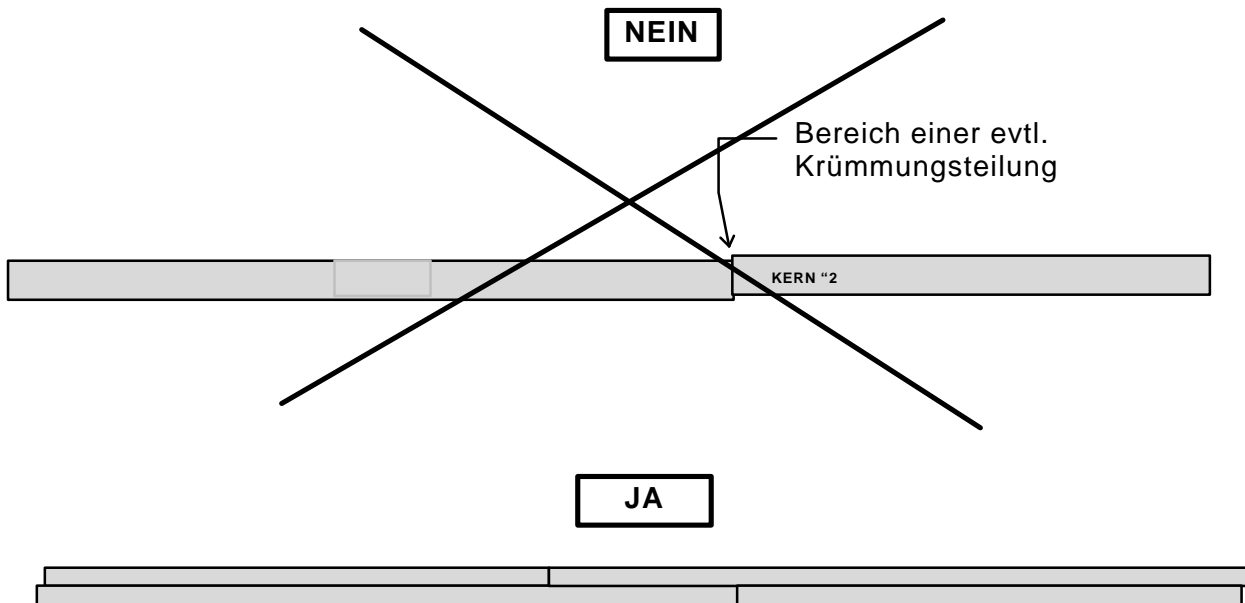 NEIN
Bereich einer evtl.
Krümmungsteilung
KERN “2
JA